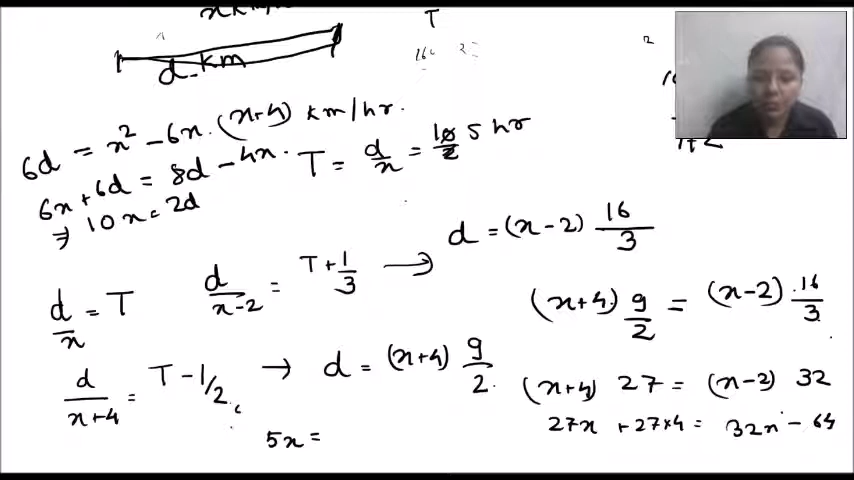 T
d km
6d = x² - 6x. (x+4) km/hr.
6x + 6d = 8d - 4x. T = d/x = 10/2 5 hr
⇒ 10x = 2d
d/x = T d/(x-2) = T + 1/3 → d = (x-2) 16/3
(x+4) 9/2 = (x-2) 16/3
d/(x+4) = T - 1/2 → d = (x+4) 9/2
(x+4) 27 = (x-2) 32
27x + 27x4 = 32x - 64
5x =